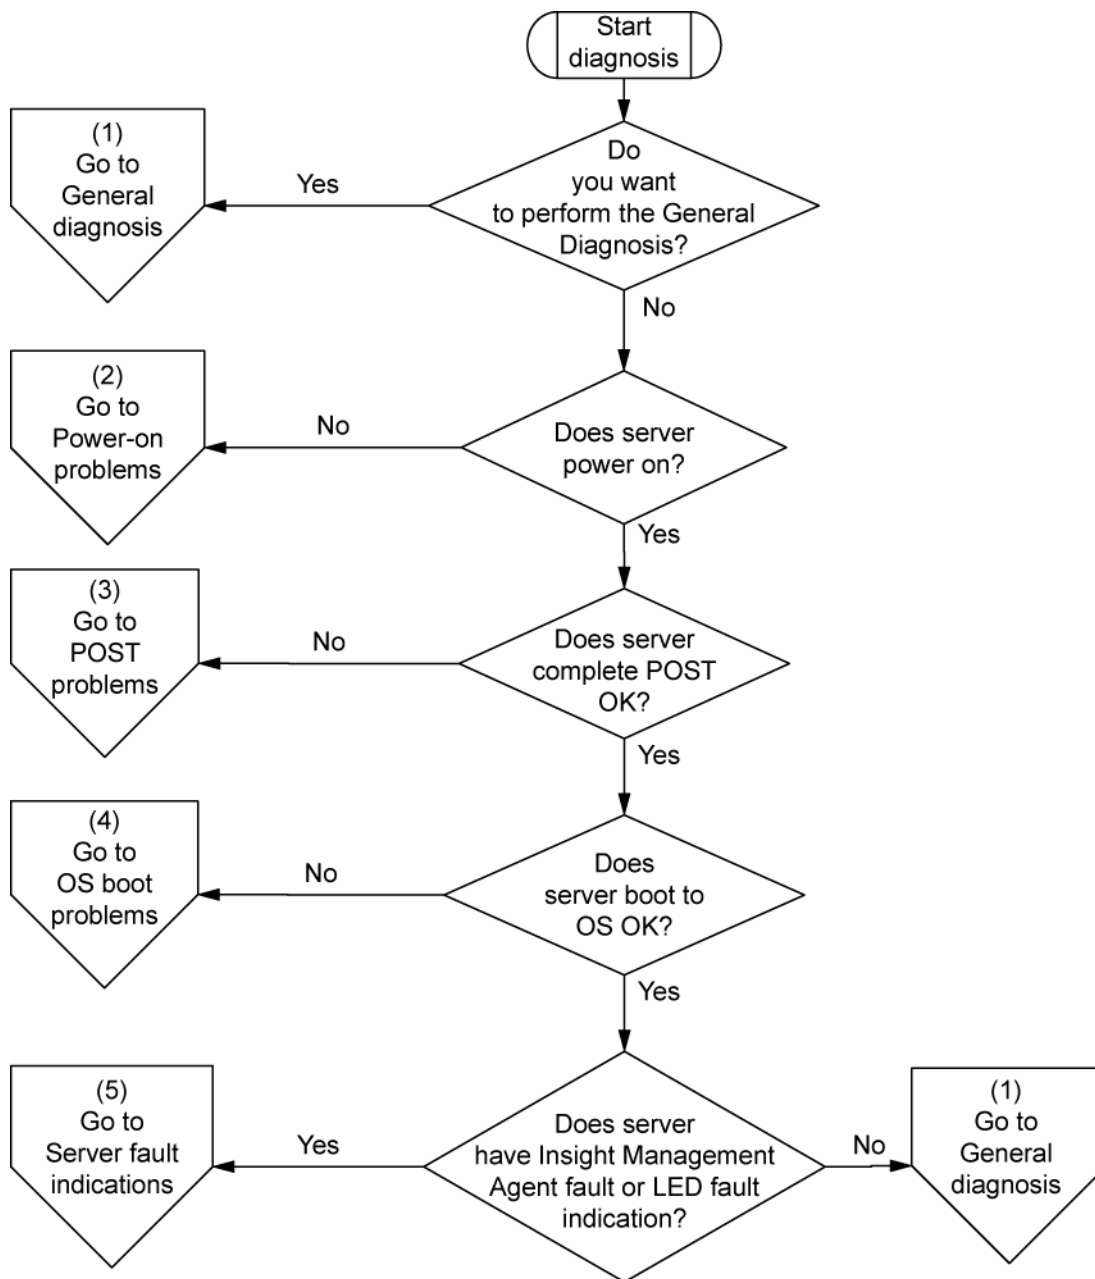 Start
diagnosis
Do
you want
to perform the General
Diagnosis?
Yes
(1)
Go to
General
diagnosis
No
Does server
power on?
No
(2)
Go to
Power-on
problems
Yes
Does server
complete POST
OK?
No
(3)
Go to
POST
problems
Yes
Does
server boot to
OS OK?
No
(4)
Go to
OS boot
problems
Yes
Does server
have Insight Management
Agent fault or LED fault
indication?
Yes
(5)
Go to
Server fault
indications
No
(1)
Go to
General
diagnosis